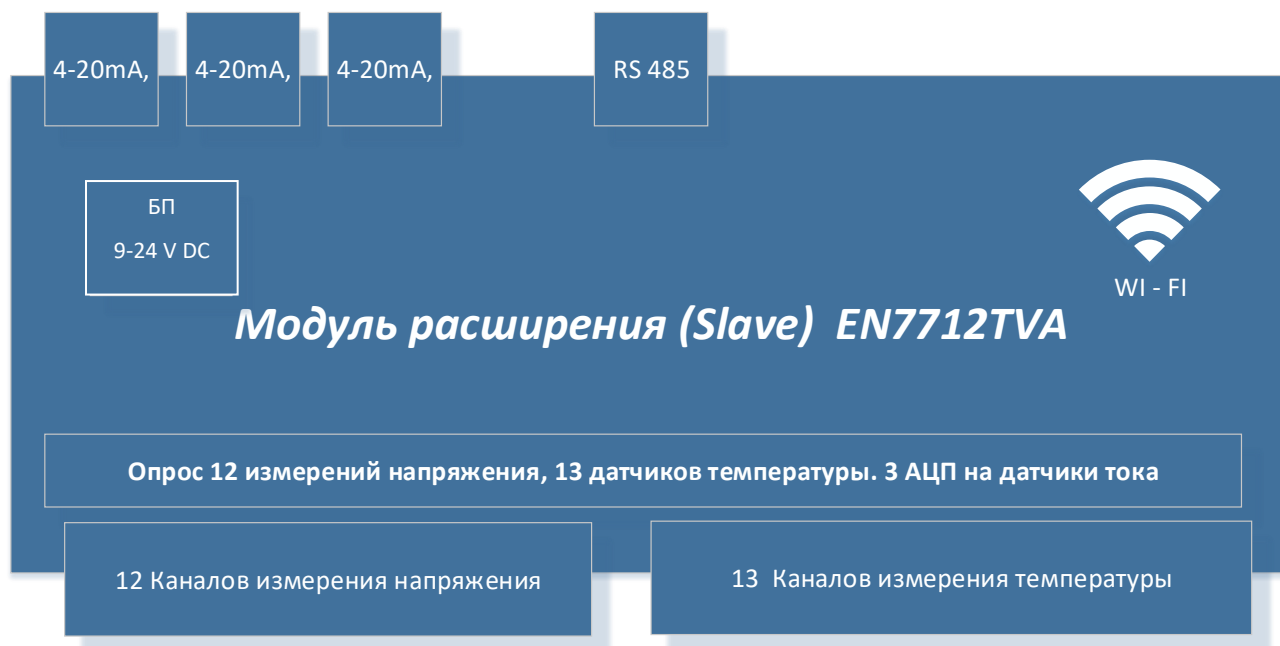 4-20mA,
4-20mA,
4-20mA,
RS 485
БП
9-24 V DC
WI - FI
Модуль расширения (Slave) EN7712TVA
Опрос 12 измерений напряжения, 13 датчиков температуры. 3 АЦП на датчики тока
12 Каналов измерения напряжения
13 Каналов измерения температуры